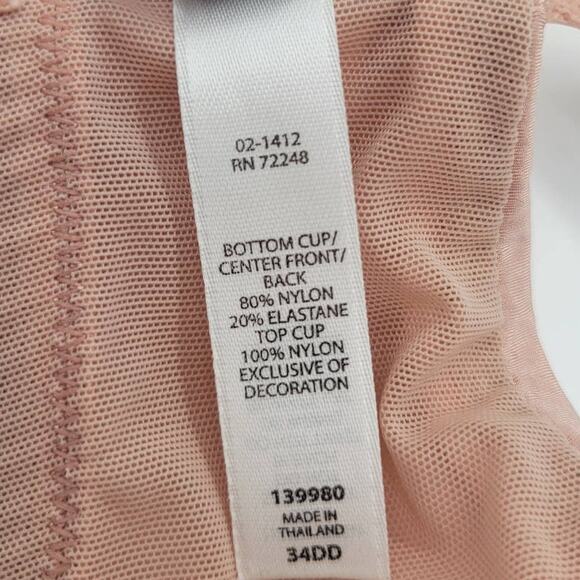 02-1412
RN 72248
BOTTOM CUP/
CENTER FRONT/
BACK
80% NYLON
20% ELASTANE
TOP CUP
100% NYLON
EXCLUSIVE OF
DECORATION
139980
MADE IN
THAILAND
34DD